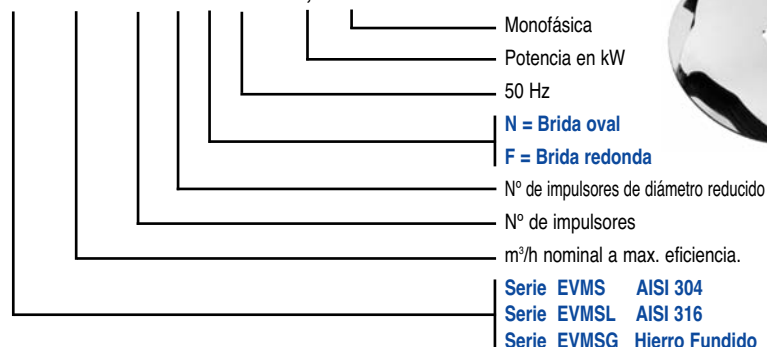 Monofásica
Potencia en kW
50 Hz
N = Brida oval
F = Brida redonda
Nº de impulsores de diámetro reducido
Nº de impulsores
m³/h nominal a max. eficiencia.
Serie EVMS AISI 304
Serie EVMSL AISI 316
Serie EVMSG Hierro Fundido